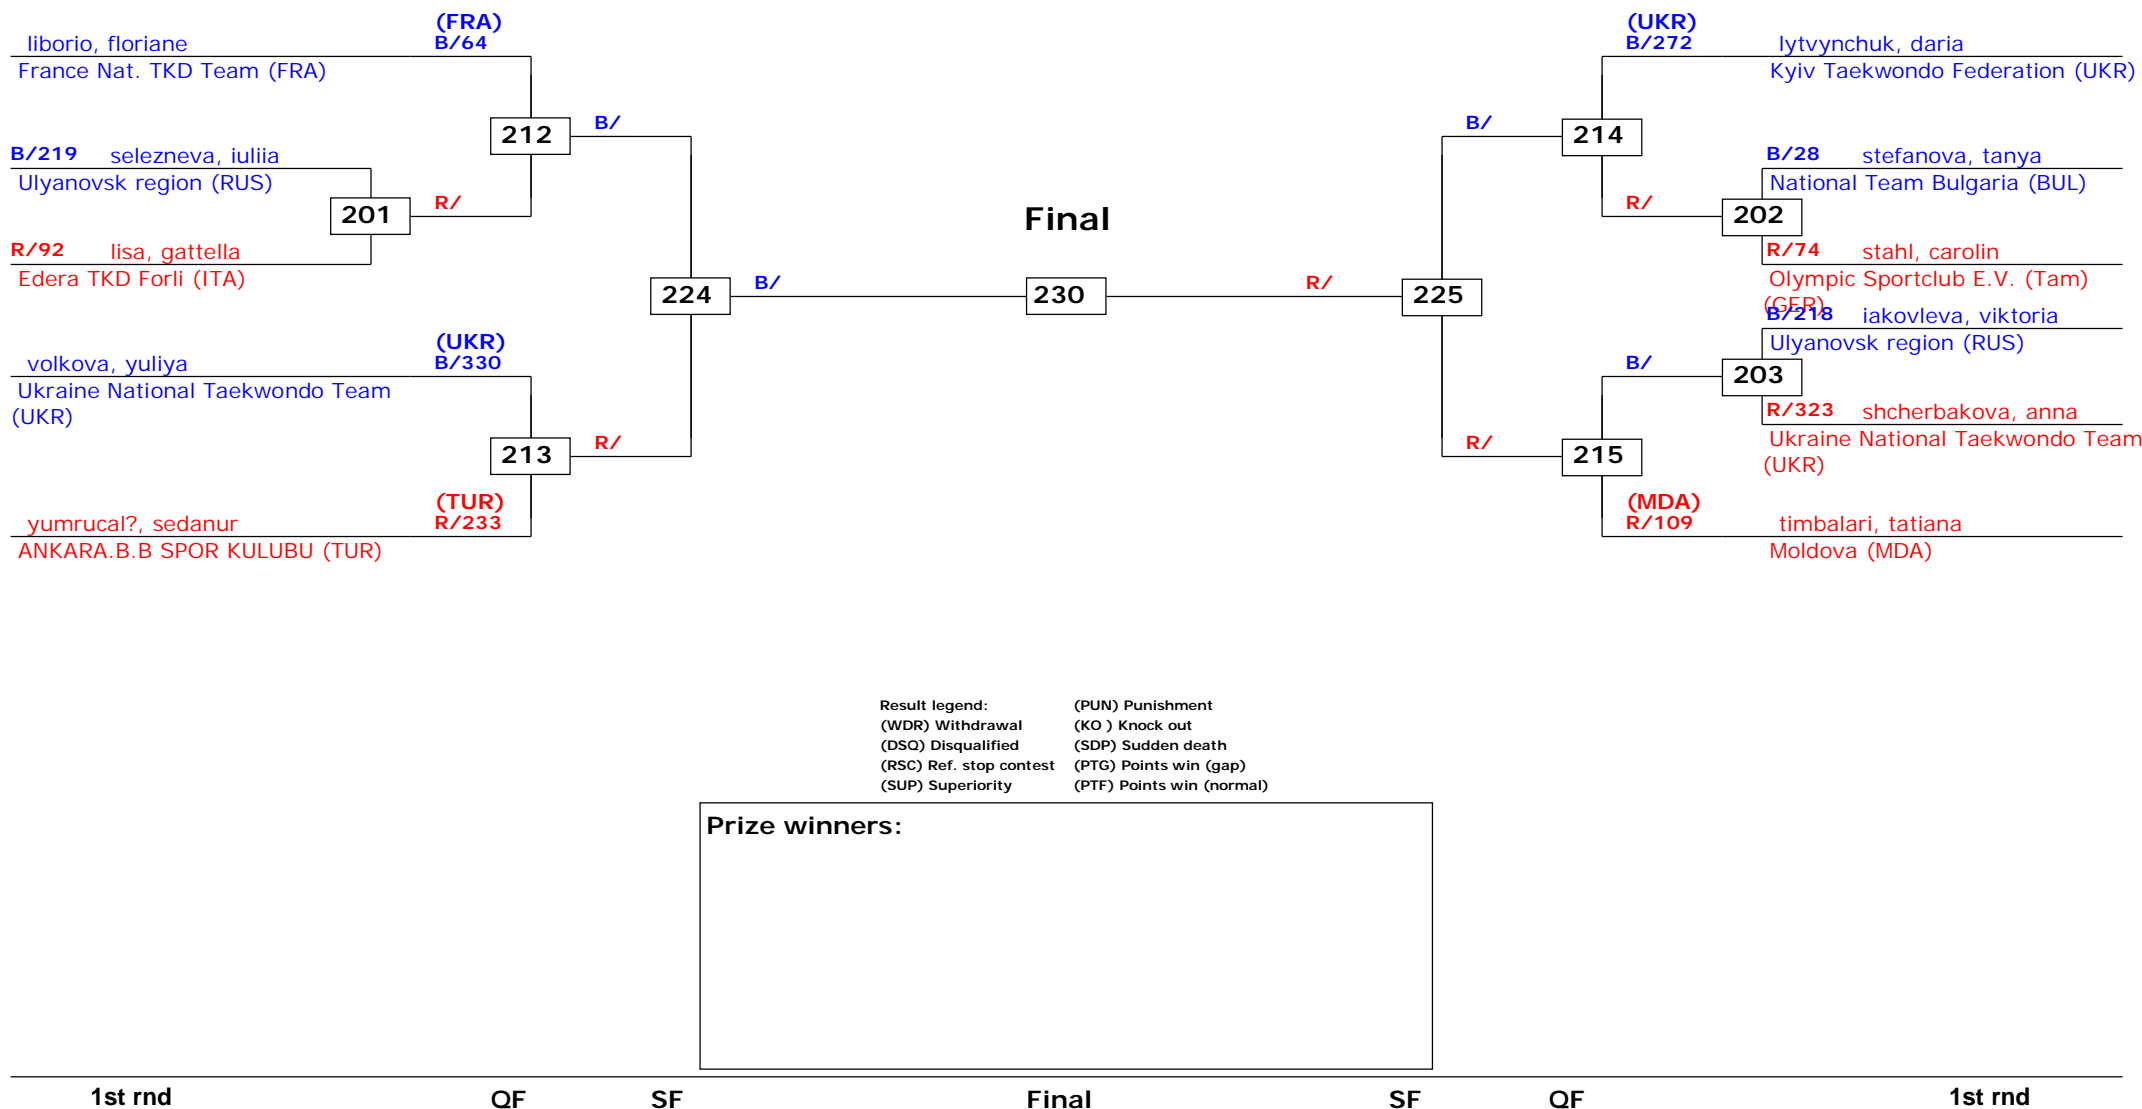 (FRA)
liborio, floriane B/64
France Nat. TKD Team (FRA)
212
B/
B/219 selezneva, iuliia
Ulyanovsk region (RUS)
201
R/
R/92 lisa, gattella
Edera TKD Forli (ITA)
224
B/
(UKR)
volkova, yuliya B/330
Ukraine National Taekwondo Team
(UKR)
213
R/
(TUR)
yumrucal?, sedanur R/233
ANKARA.B.B SPOR KULUBU (TUR)
Final
230
(UKR)
B/272 lytvynchuk, daria
Kyiv Taekwondo Federation (UKR)
B/
214
B/28 stefanova, tanya
National Team Bulgaria (BUL)
R/
202
R/74 stahl, carolin
Olympic Sportclub E.V. (Tam)
(GER)
R/
225
B/218 iakovleva, viktoria
Ulyanovsk region (RUS)
B/
203
R/323 shcherbakova, anna
Ukraine National Taekwondo Team
(UKR)
R/
215
(MDA)
R/109 timbalari, tatiana
Moldova (MDA)
Result legend: (PUN) Punishment
(WDR) Withdrawal (KO ) Knock out
(DSQ) Disqualified (SDP) Sudden death
(RSC) Ref. stop contest (PTG) Points win (gap)
(SUP) Superiority (PTF) Points win (normal)
Prize winners:
1st rnd QF SF Final SF QF 1st rnd